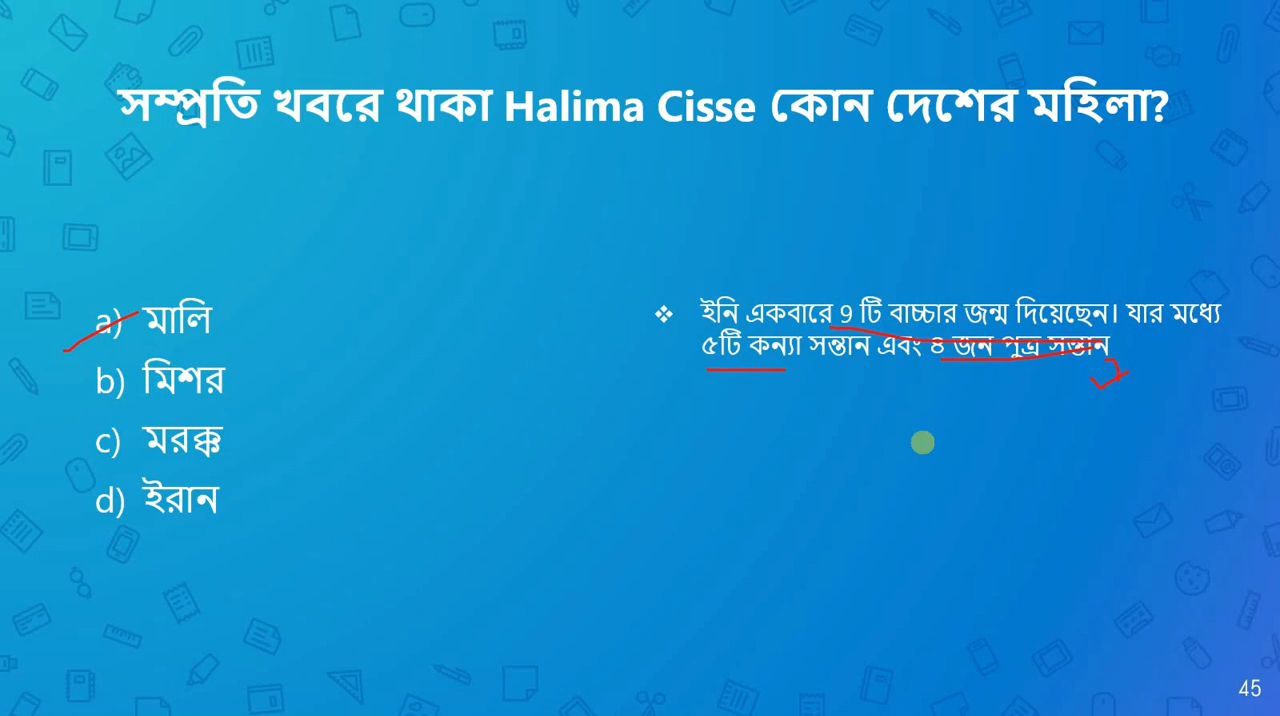 সম্প্রতি খবরে থাকা Halima Cisse কোন দেশের মহিলা?
a) মালি
b) মিশর
c) মরক্ক
d) ইরান
❖ ইনি একবারে 9 টি বাচ্চার জন্ম দিয়েছেন। যার মধ্যে
৫টি কন্যা সন্তান এবং ৪ জন পুত্র সন্তান
45